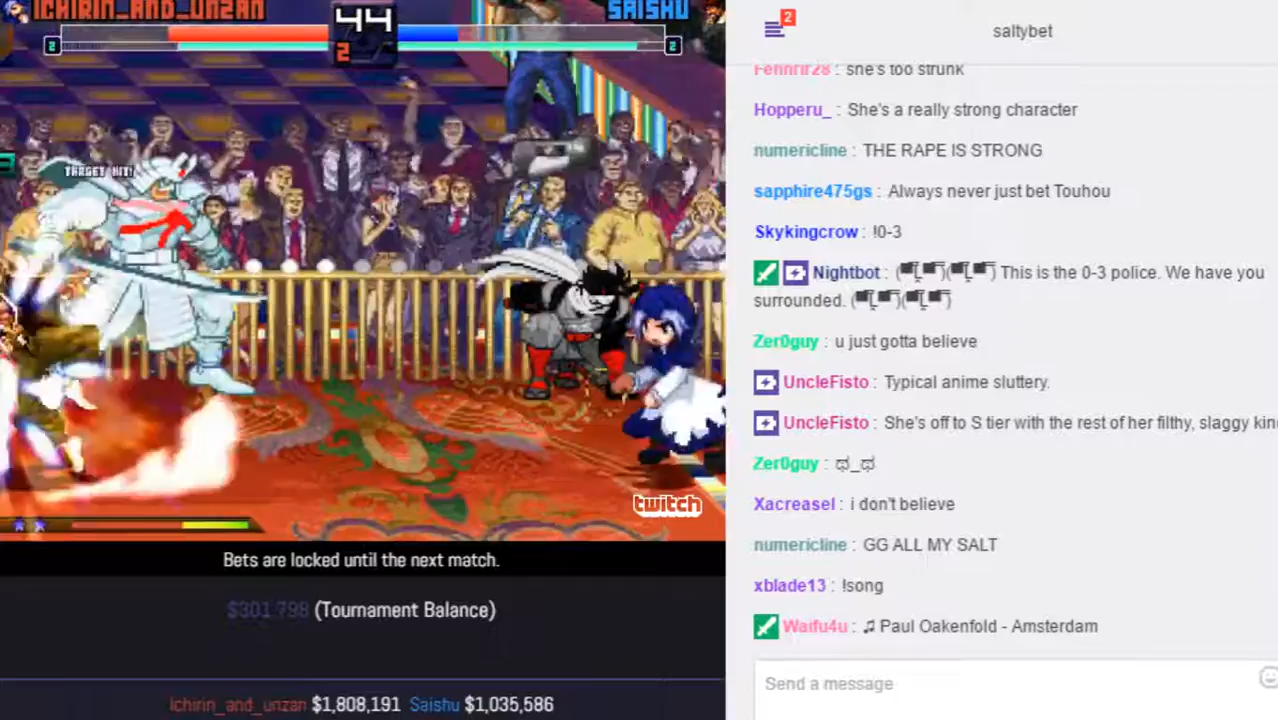 ICHIRIN_AND_UNZAN
44
SAISHU
2
2
2
TARGET HIT!
twitch
Bets are locked until the next match.
$301,798 (Tournament Balance)
Ichirin_and_unzan $1,808,191 Saishu $1,035,586
2
saltybet
Fennrir28 : she's too strunk
Hopperu_ : She's a really strong character
numericline : THE RAPE IS STRONG
sapphire475gs : Always never just bet Touhou
Skykingcrow : !0-3
Nightbot : (▀̿Ĺ̯▀̿ ̿)(▀̿Ĺ̯▀̿ ̿) This is the 0-3 police. We have you
surrounded. (▀̿Ĺ̯▀̿ ̿)(▀̿Ĺ̯▀̿ ̿)
Zer0guy : u just gotta believe
UncleFisto : Typical anime sluttery.
UncleFisto : She's off to S tier with the rest of her filthy, slaggy kin
Zer0guy : ಠ_ಠ
Xacreasel : i don't believe
numericline : GG ALL MY SALT
xblade13 : !song
Waifu4u : ♫ Paul Oakenfold - Amsterdam
Send a message